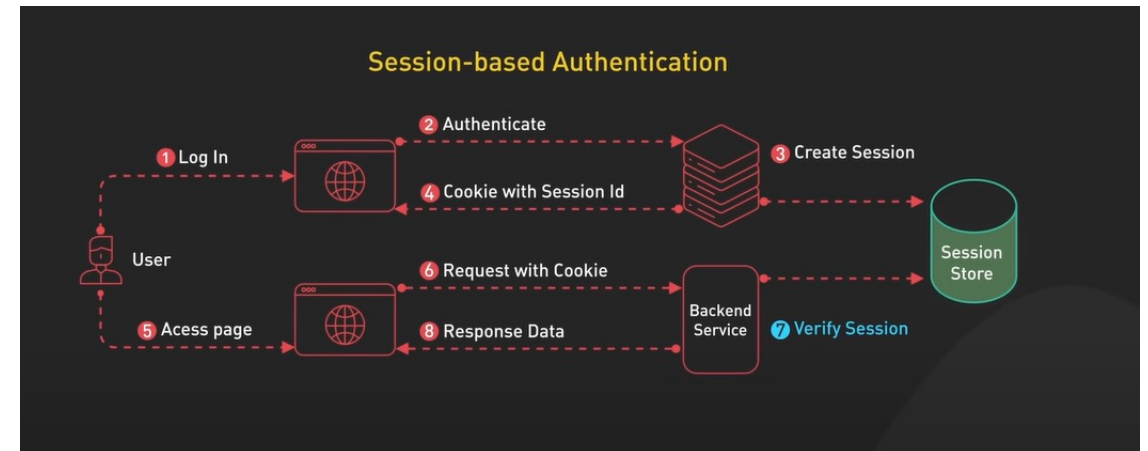 Session-based Authentication
1 Log In
2 Authenticate
3 Create Session
4 Cookie with Session Id
User
Session
Store
5 Acess page
6 Request with Cookie
Backend
Service
7 Verify Session
8 Response Data